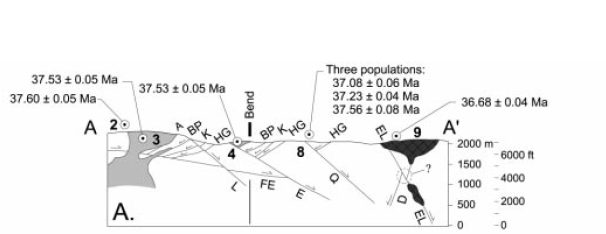 Three populations:
37.08 ± 0.06 Ma
37.23 ± 0.04 Ma
37.56 ± 0.08 Ma
37.53 ± 0.05 Ma
37.53 ± 0.05 Ma
37.60 ± 0.05 Ma
36.68 ± 0.04 Ma
Bend
A 2 3 A BP K HG 4 I BP K HG 8 HG EL 9 A'
2000 m 6000 ft
1500
1000 4000
500 2000
0 0
?
L FE E Q D EL
A.